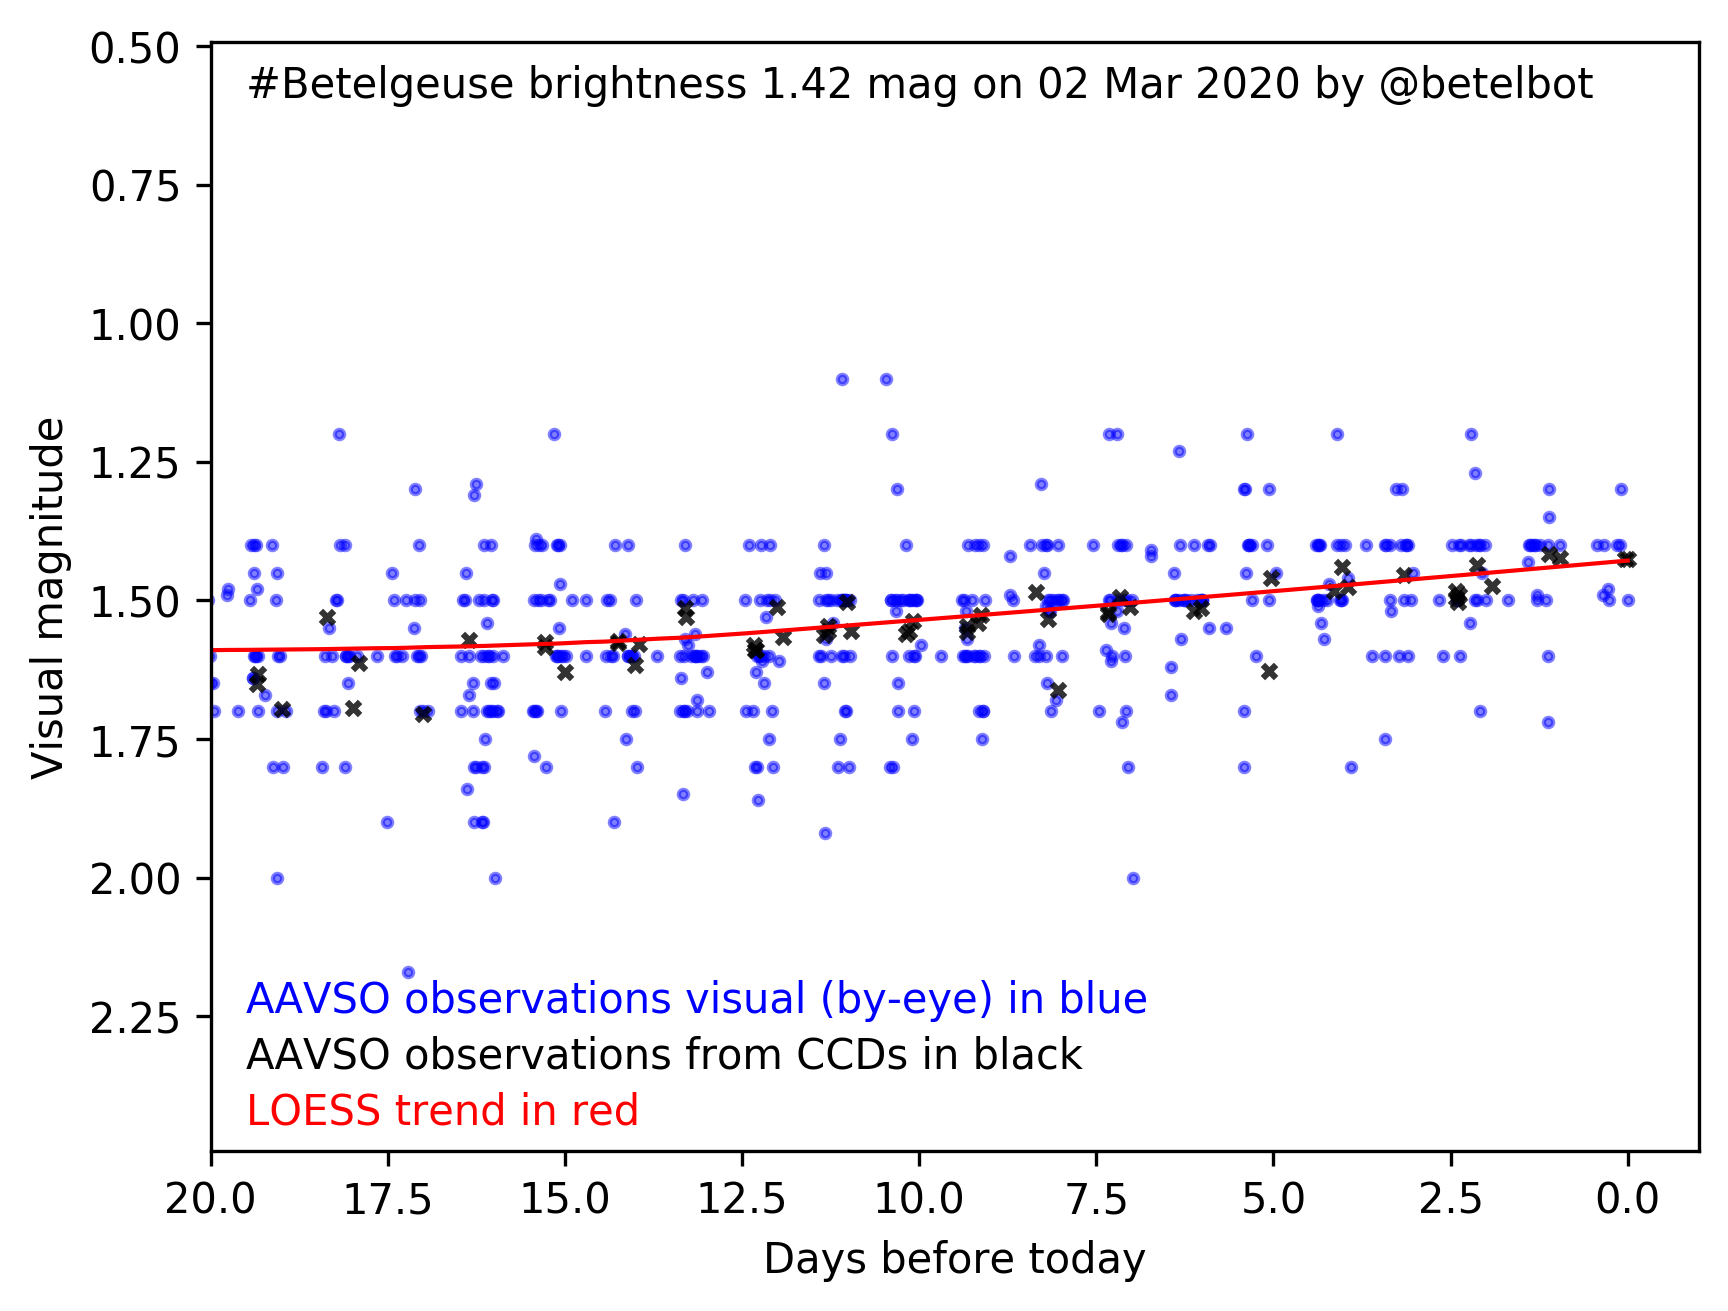 #Betelgeuse brightness 1.42 mag on 02 Mar 2020 by @betelbot
0.50
0.75
1.00
1.25
1.50
1.75
2.00
2.25
Visual magnitude
AAVSO observations visual (by-eye) in blue
AAVSO observations from CCDs in black
LOESS trend in red
20.0 17.5 15.0 12.5 10.0 7.5 5.0 2.5 0.0
Days before today